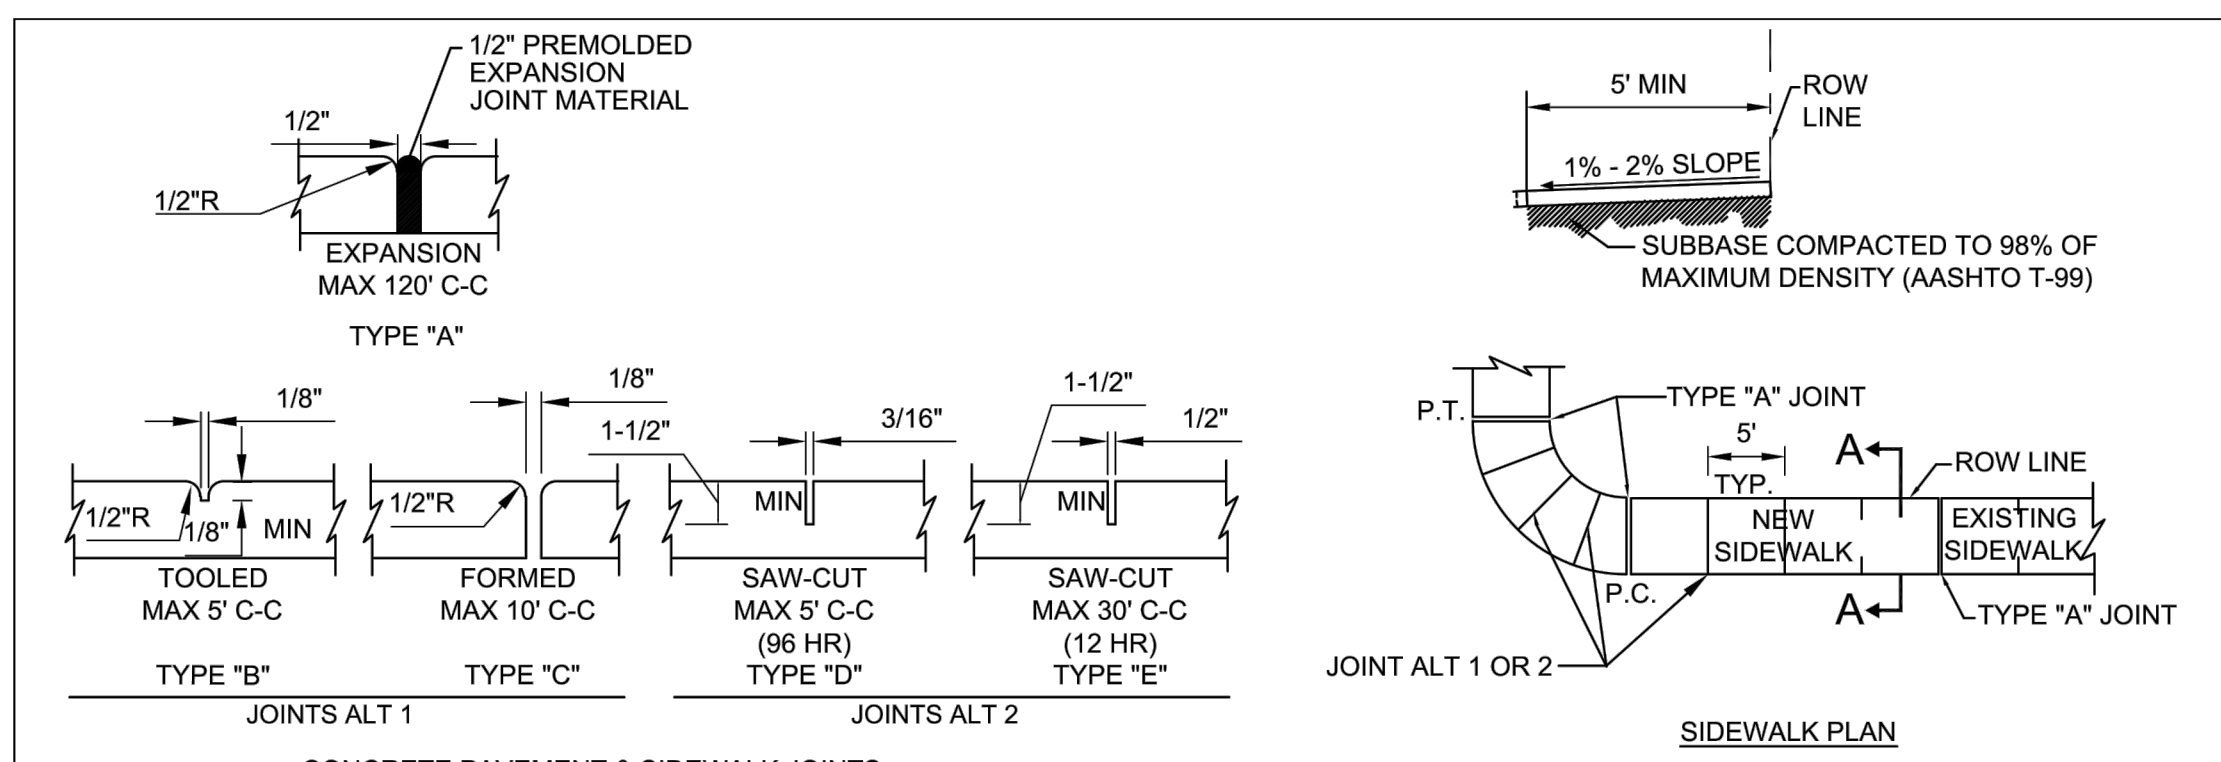 1/2" PREMOLDED
EXPANSION
JOINT MATERIAL
1/2"
1/2"R
EXPANSION
MAX 120' C-C
TYPE "A"
5' MIN
ROW
LINE
1% - 2% SLOPE
SUBBASE COMPACTED TO 98% OF
MAXIMUM DENSITY (AASHTO T-99)
1/8"
1/2"R
1/8"
MIN
TOOLED
MAX 5' C-C
TYPE "B"
1/8"
1/2"R
FORMED
MAX 10' C-C
TYPE "C"
JOINTS ALT 1
1-1/2"
3/16"
MIN
SAW-CUT
MAX 5' C-C
(96 HR)
TYPE "D"
1-1/2"
1/2"
MIN
SAW-CUT
MAX 30' C-C
(12 HR)
TYPE "E"
JOINTS ALT 2
CONCRETE PAVEMENT & SIDEWALK JOINTS
P.T.
TYPE "A" JOINT
5'
TYP.
A
ROW LINE
NEW
SIDEWALK
EXISTING
SIDEWALK
P.C.
A
TYPE "A" JOINT
JOINT ALT 1 OR 2
SIDEWALK PLAN